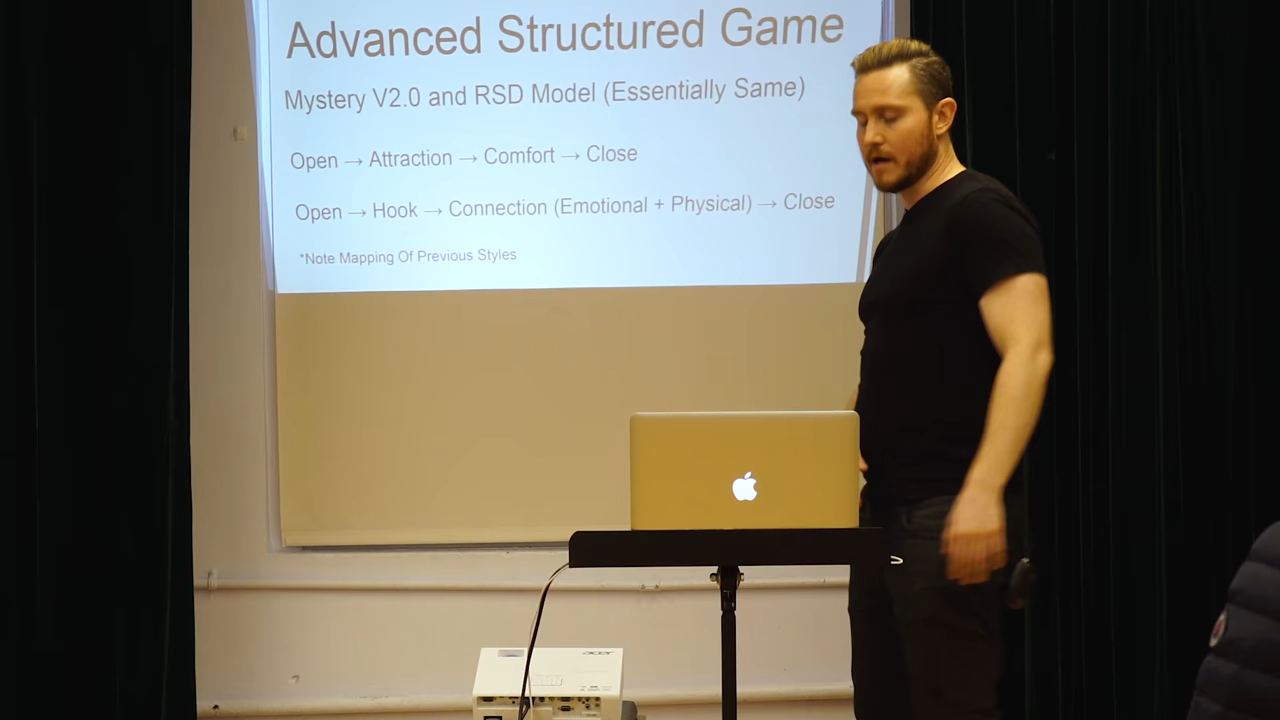 Advanced Structured Game
Mystery V2.0 and RSD Model (Essentially Same)
Open → Attraction → Comfort → Close
Open → Hook → Connection (Emotional + Physical) → Close
*Note Mapping Of Previous Styles
acer